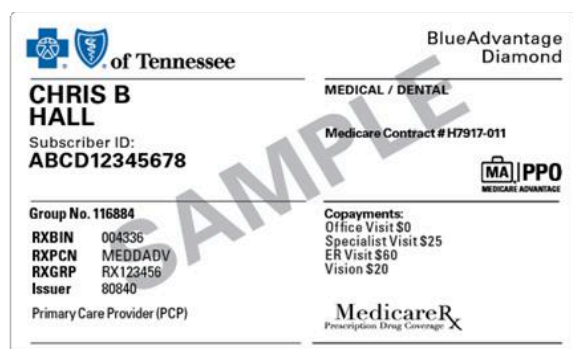 of Tennessee
BlueAdvantage
Diamond
CHRIS B
HALL
Subscriber ID:
ABCD12345678
MEDICAL / DENTAL
Medicare Contract # H7917-011
MA PPO
MEDICARE ADVANTAGE
SAMPLE
Group No. 116884
RXBIN 004336
RXPCN MEDDADV
RXGRP RX123456
Issuer 80840
Primary Care Provider (PCP)
Copayments:
Office Visit $0
Specialist Visit $25
ER Visit $60
Vision $20
MedicareRx
Prescription Drug Coverage